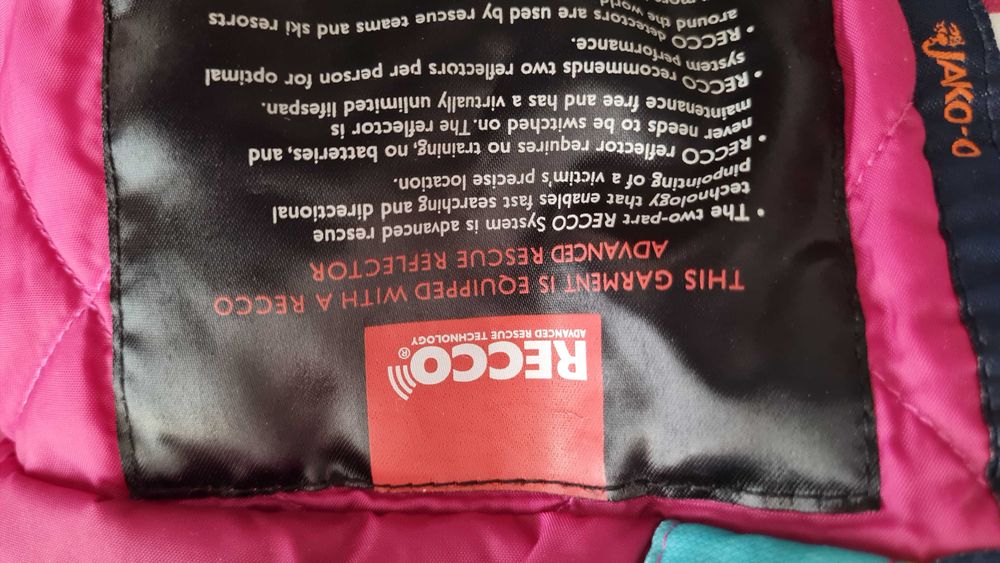 RECCO®
ADVANCED RESCUE TECHNOLOGY
THIS GARMENT IS EQUIPPED WITH A RECCO
ADVANCED RESCUE REFLECTOR
• The two-part RECCO System is advanced rescue
technology that enables fast searching and directional
pinpointing of a victim's precise location.
• RECCO reflector requires no training, no batteries, and
never needs to be switched on. The reflector is
maintenance free and has a virtually unlimited lifespan.
• RECCO recommends two reflectors per person for optimal
system performance.
• RECCO detectors are used by rescue teams and ski resorts
around the world
JAKO-O